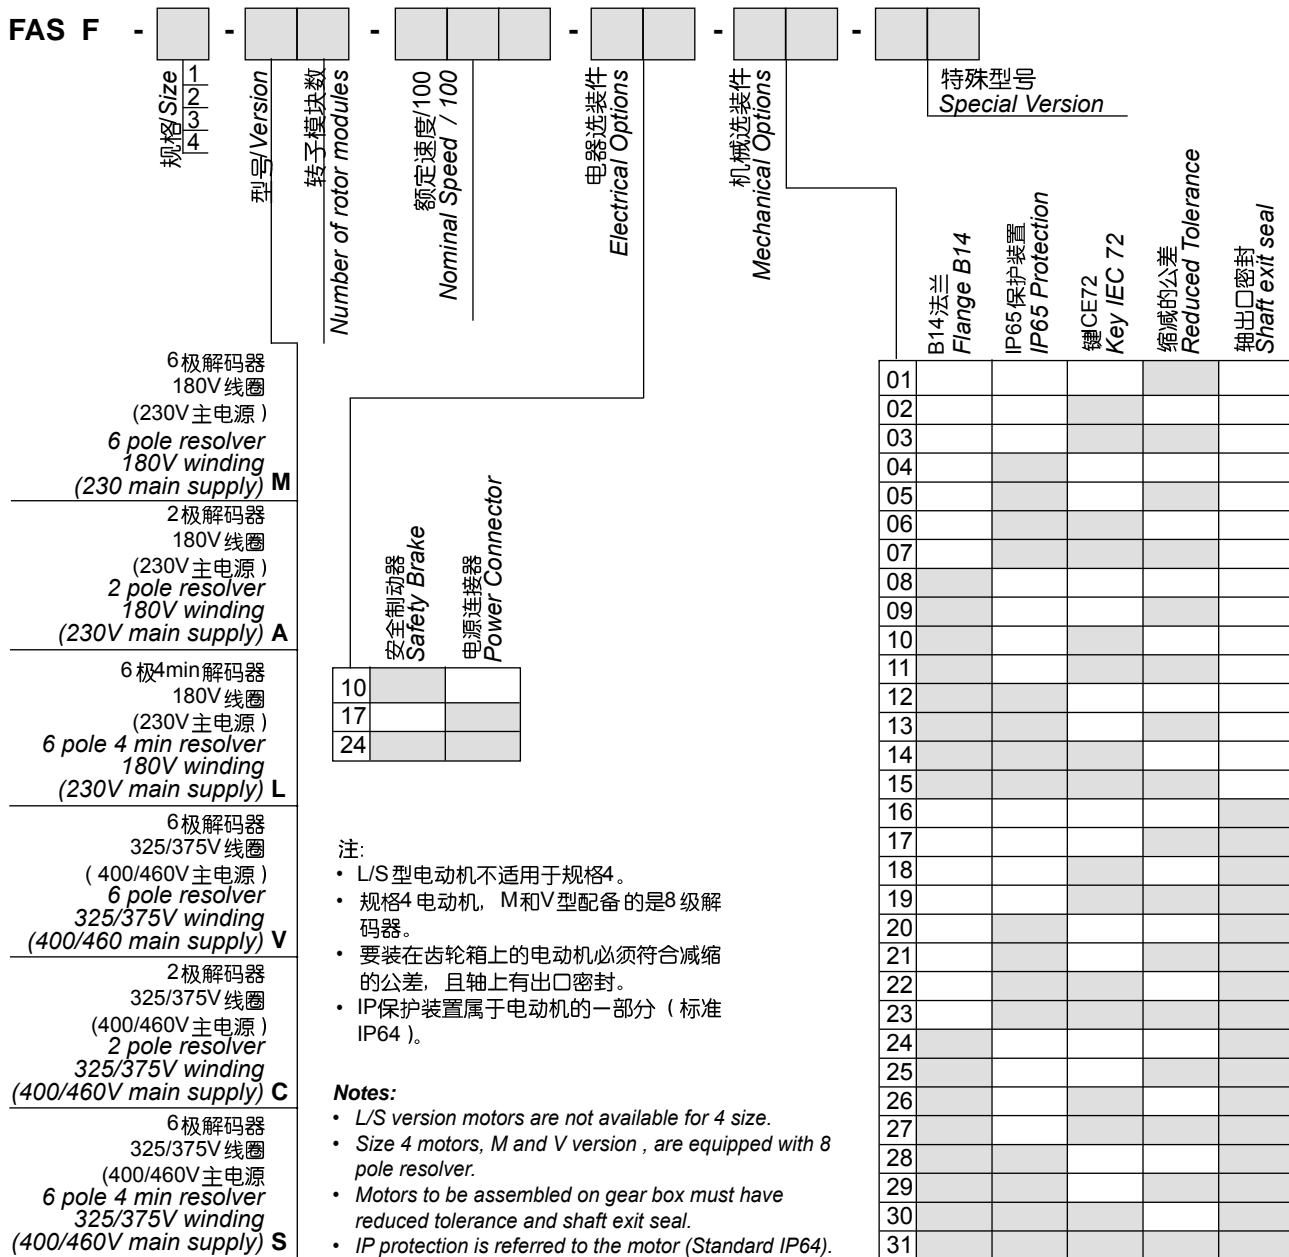 FAS F - - - - - -
规格/Size
1
2
3
4
型号/Version
转子模块数
Number of rotor modules
额定速度/100
Nominal Speed / 100
电器选装件
Electrical Options
机械选装件
Mechanical Options
特殊型号
Special Version
6极解码器
180V线圈
(230V主电源)
6 pole resolver
180V winding
(230 main supply) M
2极解码器
180V线圈
(230V主电源)
2 pole resolver
180V winding
(230V main supply) A
6极4min解码器
180V线圈
(230V主电源)
6 pole 4 min resolver
180V winding
(230V main supply) L
6极解码器
325/375V线圈
(400/460V主电源)
6 pole resolver
325/375V winding
(400/460 main supply) V
2极解码器
325/375V线圈
(400/460V主电源)
2 pole resolver
325/375V winding
(400/460V main supply) C
6极解码器
325/375V线圈
(400/460V主电源
6 pole 4 min resolver
325/375V winding
(400/460V main supply) S
安全制动器
Safety Brake
电源连接器
Power Connector
10
17
24
注:
• L/S型电动机不适用于规格4。
• 规格4电动机, M和V型配备的是8级解
码器。
• 要装在齿轮箱上的电动机必须符合减缩
的公差, 且轴上有出口密封。
• IP保护装置属于电动机的一部分(标准
IP64)。
Notes:
• L/S version motors are not available for 4 size.
• Size 4 motors, M and V version , are equipped with 8
pole resolver.
• Motors to be assembled on gear box must have
reduced tolerance and shaft exit seal.
• IP protection is referred to the motor (Standard IP64).
B14法兰
Flange B14
IP65保护装置
IP65 Protection
键ICE72
Key IEC 72
缩减的公差
Reduced Tolerance
轴出口密封
Shaft exit seal
01
02
03
04
05
06
07
08
09
10
11
12
13
14
15
16
17
18
19
20
21
22
23
24
25
26
27
28
29
30
31